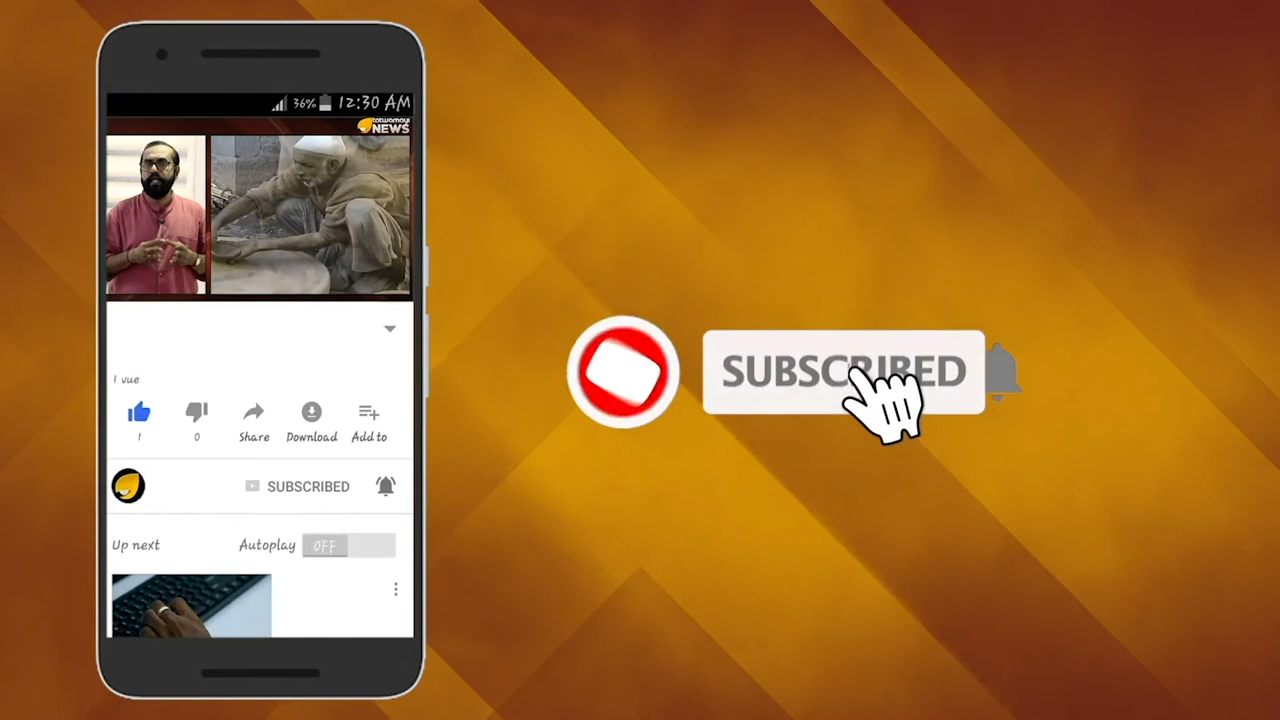 36% 12:30 AM
tatwamayi
NEWS
1 vue
1
0
Share
Download
Add to
SUBSCRIBED
Up next
Autoplay
OFF
SUBSCRIBED